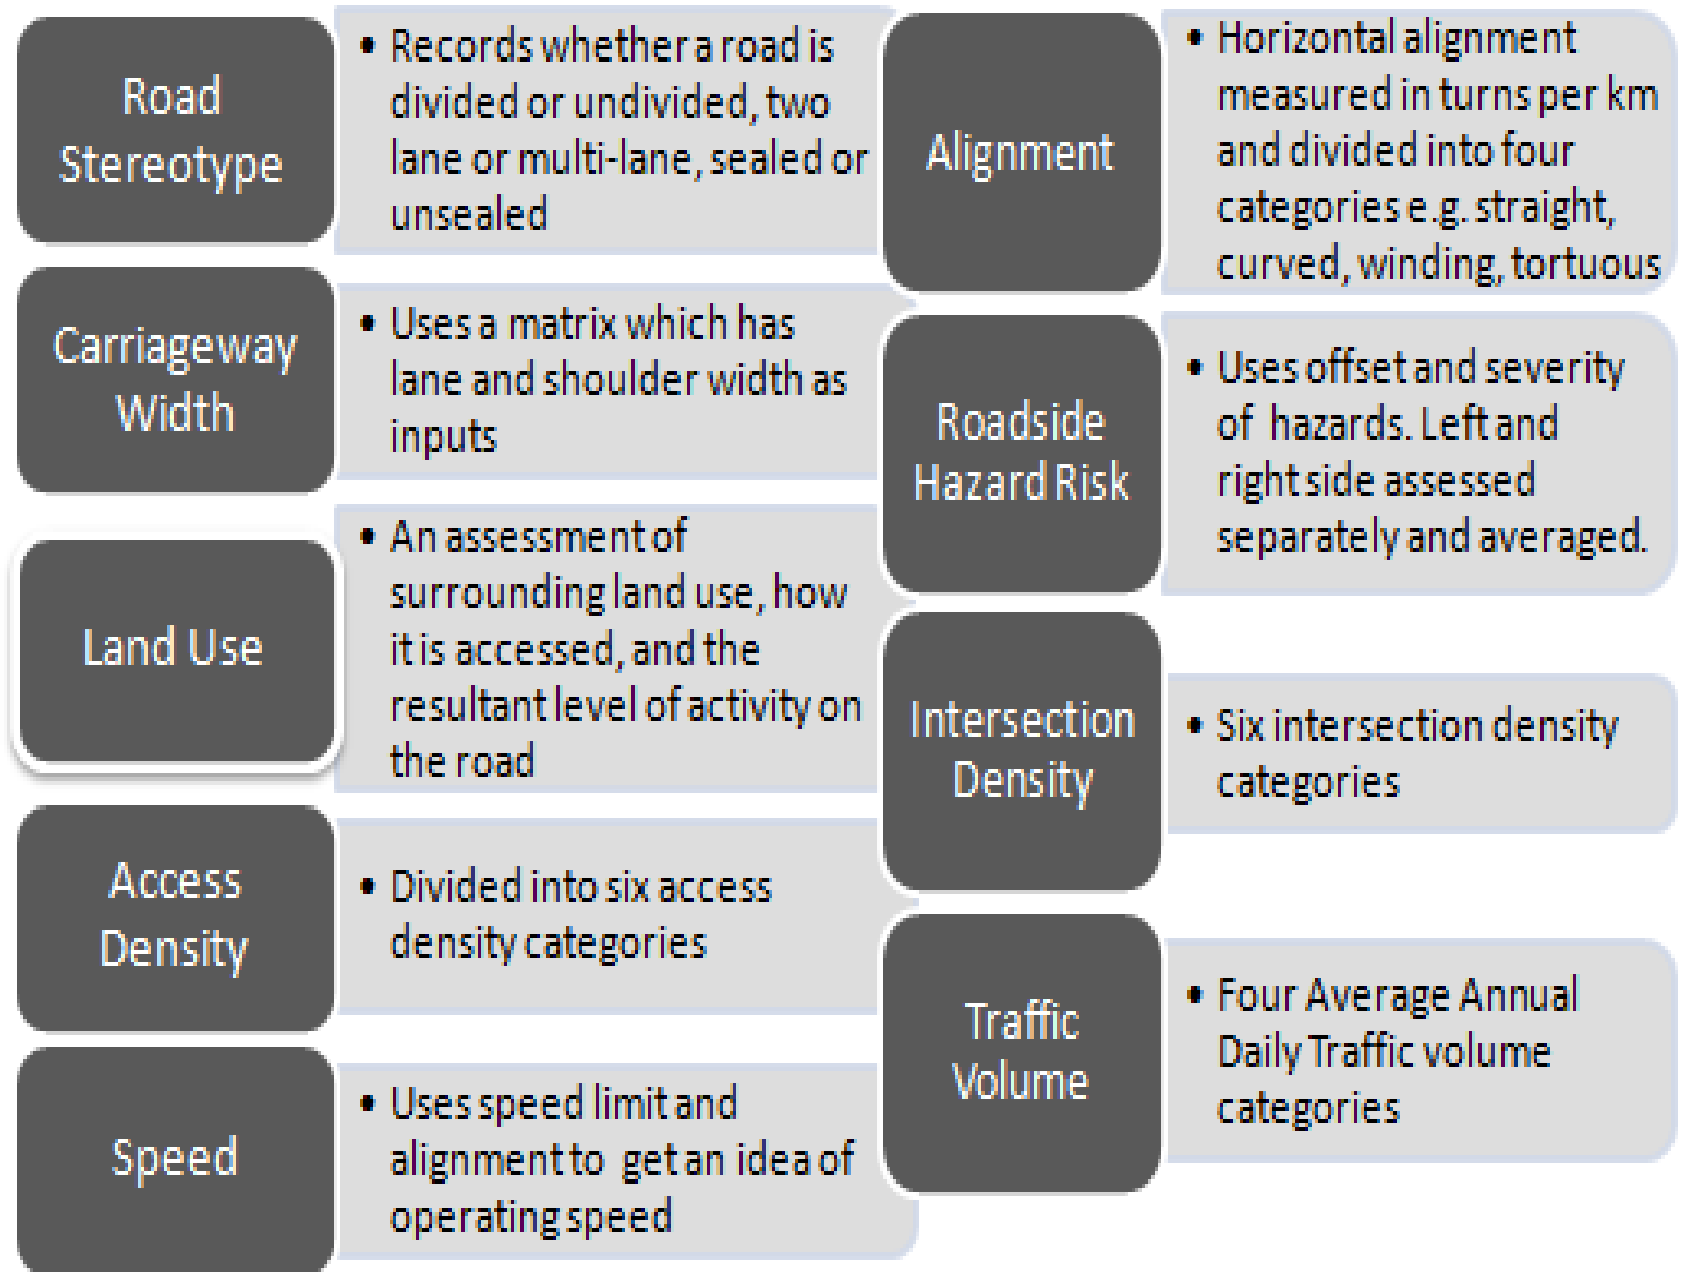 Road
Stereotype
• Records whether a road is
divided or undivided, two
lane or multi-lane, sealed or
unsealed
Carriageway
Width
• Uses a matrix which has
lane and shoulder width as
inputs
Land Use
• An assessment of
surrounding land use, how
it is accessed, and the
resultant level of activity on
the road
Access
Density
• Divided into six access
density categories
Speed
• Uses speed limit and
alignment to get an idea of
operating speed
Alignment
• Horizontal alignment
measured in turns per km
and divided into four
categories e.g. straight,
curved, winding, tortuous
Roadside
Hazard Risk
• Uses offset and severity
of hazards. Left and
right side assessed
separately and averaged.
Intersection
Density
• Six intersection density
categories
Traffic
Volume
• Four Average Annual
Daily Traffic volume
categories